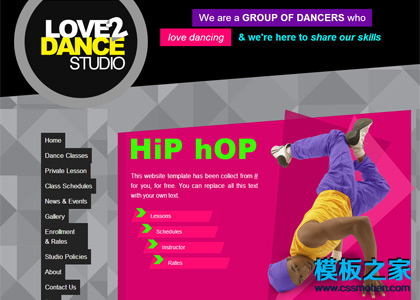 LOVE2
DANCE
STUDIO
We are a GROUP OF DANCERS who
love dancing & we're here to share our skills
Home
Dance Classes
Private Lesson
Class Schedules
News & Events
Gallery
Enrollment
& Rates
Studio Policies
About
Contact Us
HiP hOP
This website template has been collect from #
for you, for free. You can replace all this
text with your own text.
Lessons
Schedules
Instructor
Rates
模板之家
www.cssmoban.com